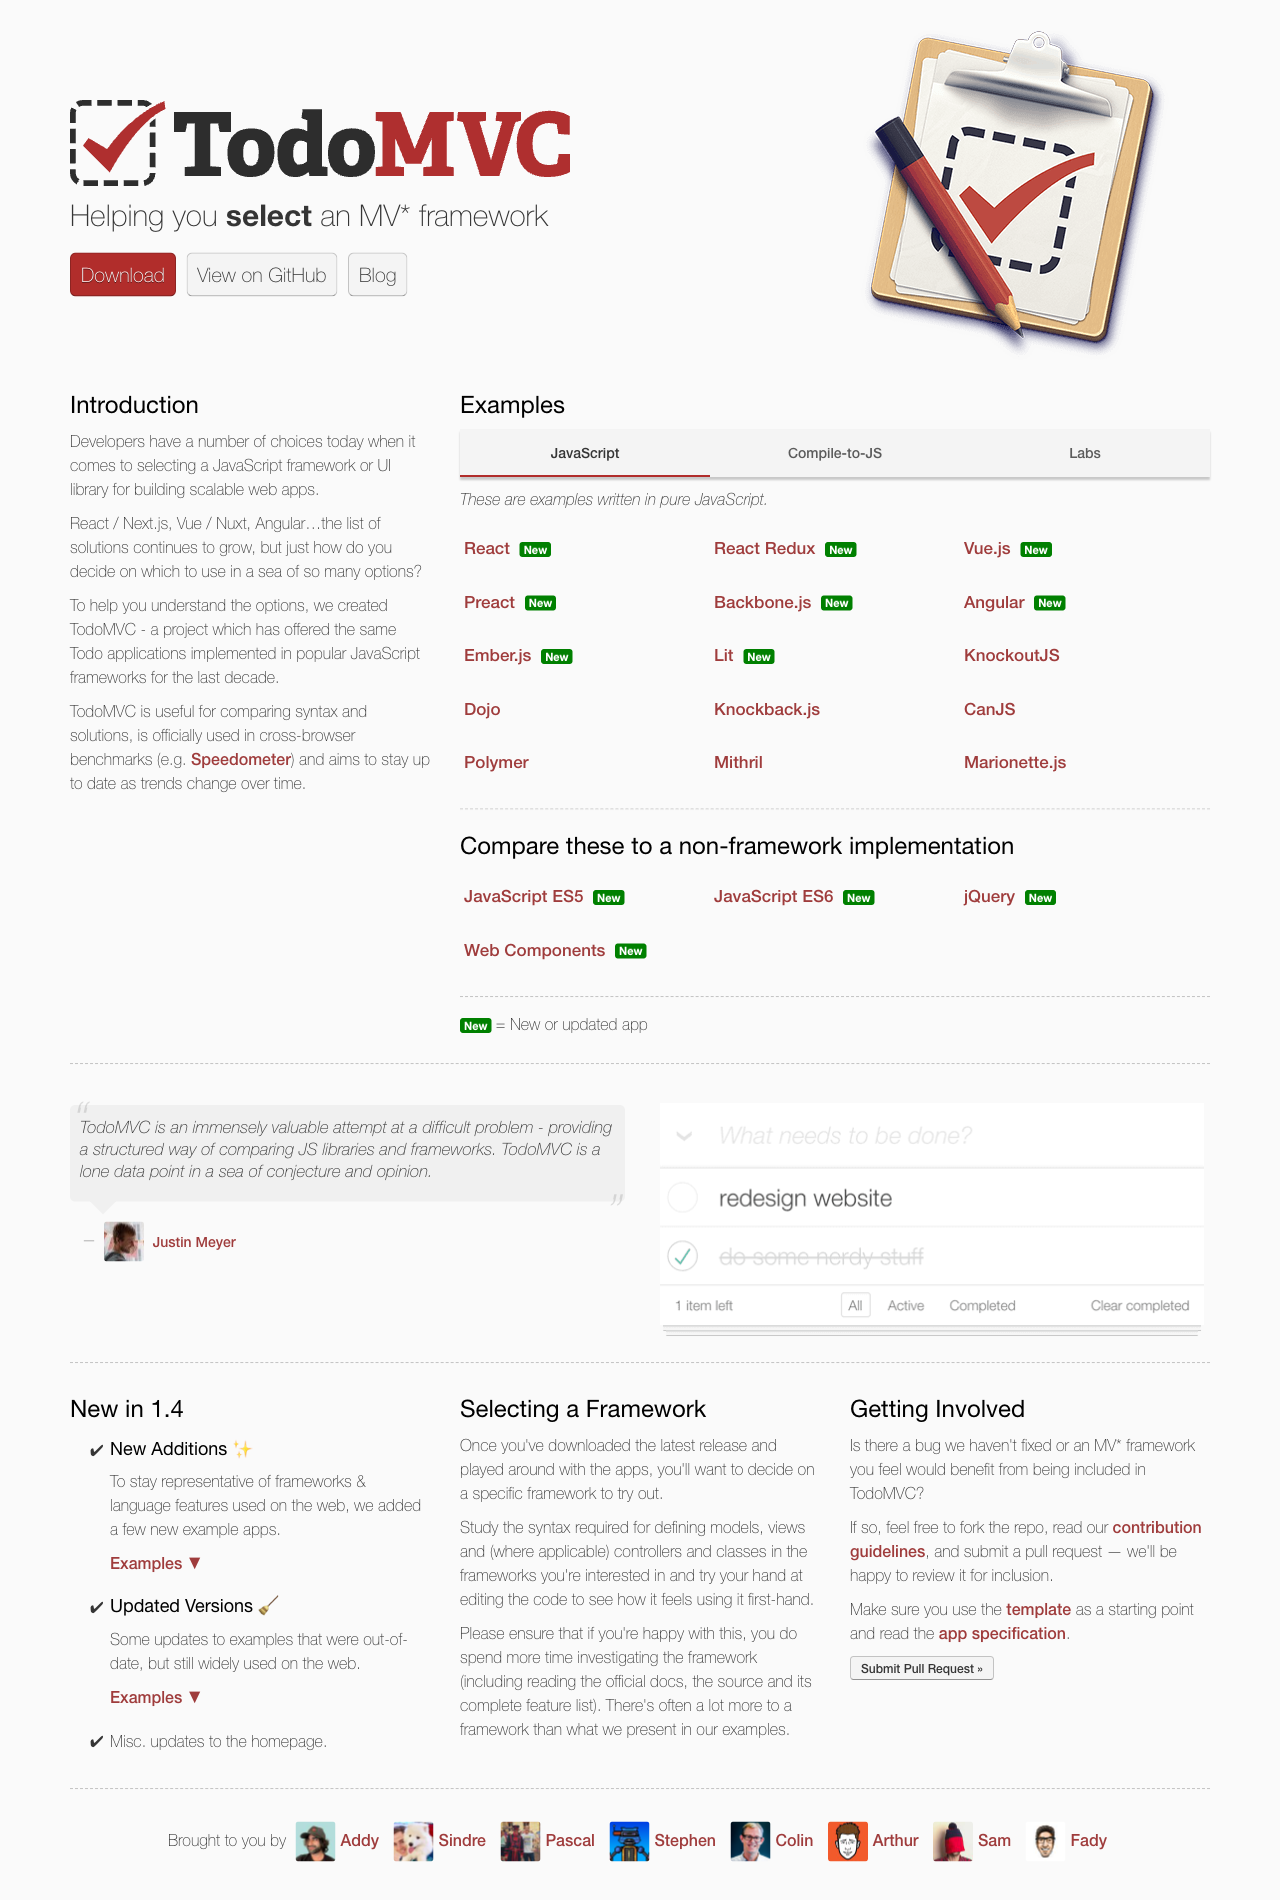 TodoMVC
Helping you select an MV* framework
Download
View on GitHub
Blog
Introduction
Developers have a number of choices today when it
comes to selecting a JavaScript framework or UI
library for building scalable web apps.
React / Next.js, Vue / Nuxt, Angular…the list of
solutions continues to grow, but just how do you
decide on which to use in a sea of so many options?
To help you understand the options, we created
TodoMVC - a project which has offered the same
Todo applications implemented in popular JavaScript
frameworks for the last decade.
TodoMVC is useful for comparing syntax and
solutions, is officially used in cross-browser
benchmarks (e.g. Speedometer) and aims to stay up
to date as trends change over time.
Examples
JavaScript
Compile-to-JS
Labs
These are examples written in pure JavaScript.
React New
React Redux New
Vue.js New
Preact New
Backbone.js New
Angular New
Ember.js New
Lit New
KnockoutJS
Dojo
Knockback.js
CanJS
Polymer
Mithril
Marionette.js
Compare these to a non-framework implementation
JavaScript ES5 New
JavaScript ES6 New
jQuery New
Web Components New
New = New or updated app
“
TodoMVC is an immensely valuable attempt at a difficult problem - providing
a structured way of comparing JS libraries and frameworks. TodoMVC is a
lone data point in a sea of conjecture and opinion.
”
— Justin Meyer
What needs to be done?
redesign website
do some nerdy stuff
1 item left
All
Active
Completed
Clear completed
New in 1.4
✔ New Additions ✨
To stay representative of frameworks &
language features used on the web, we added
a few new example apps.
Examples ▼
✔ Updated Versions 🧹
Some updates to examples that were out-of-
date, but still widely used on the web.
Examples ▼
✔ Misc. updates to the homepage.
Selecting a Framework
Once you've downloaded the latest release and
played around with the apps, you'll want to decide on
a specific framework to try out.
Study the syntax required for defining models, views
and (where applicable) controllers and classes in the
frameworks you're interested in and try your hand at
editing the code to see how it feels using it first-hand.
Please ensure that if you're happy with this, you do
spend more time investigating the framework
(including reading the official docs, the source and its
complete feature list). There's often a lot more to a
framework than what we present in our examples.
Getting Involved
Is there a bug we haven't fixed or an MV* framework
you feel would benefit from being included in
TodoMVC?
If so, feel free to fork the repo, read our contribution
guidelines, and submit a pull request — we'll be
happy to review it for inclusion.
Make sure you use the template as a starting point
and read the app specification.
Submit Pull Request »
Brought to you by Addy Sindre Pascal Stephen Colin Arthur Sam Fady